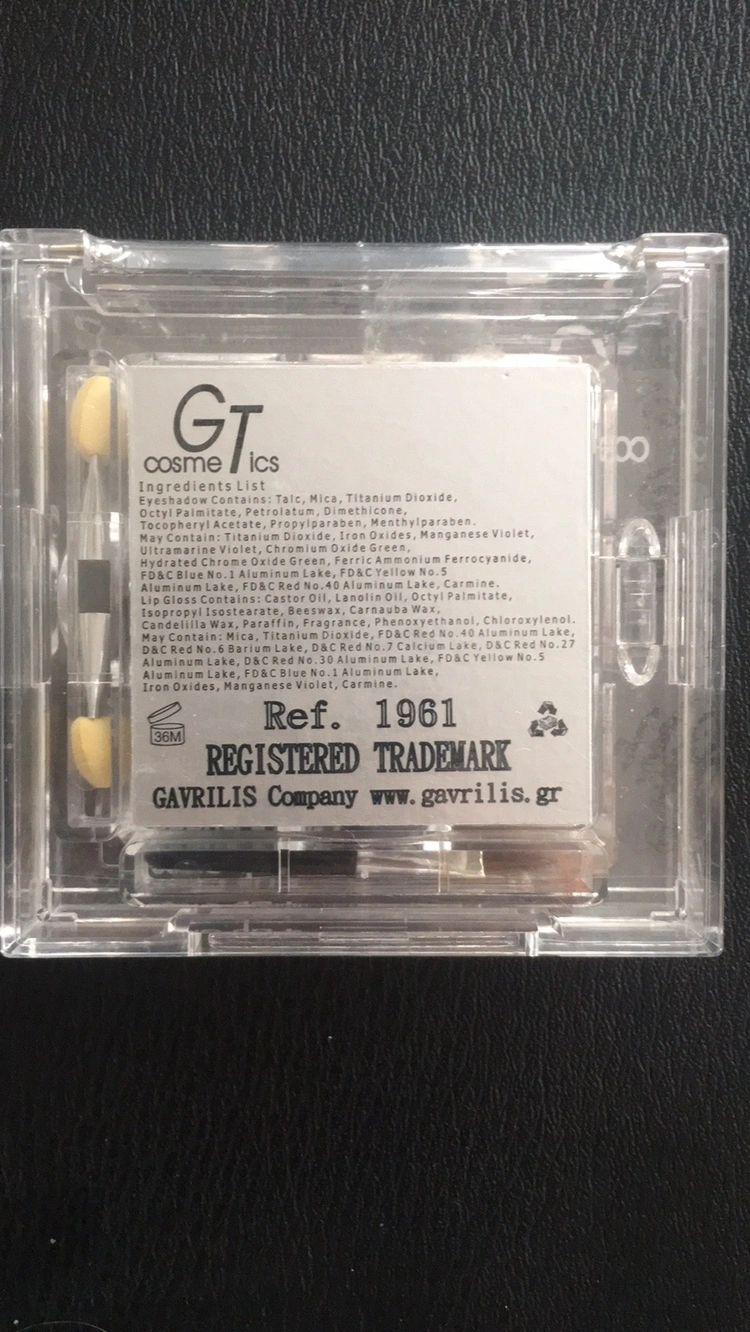 GT
cosmeTics
Ingredients List
Eyeshadow Contains: Talc, Mica, Titanium Dioxide,
Octyl Palmitate, Petrolatum, Dimethicone,
Tocopheryl Acetate, Propylparaben, Menthylparaben.
May Contain: Titanium Dioxide, Iron Oxides, Manganese Violet,
Ultramarine Violet, Chromium Oxide Green,
Hydrated Chrome Oxide Green, Ferric Ammonium Ferrocyanide,
FD&C Blue No.1 Aluminum Lake, FD&C Yellow No.5
Aluminum Lake, FD&C Red No.40 Aluminum Lake, Carmine.
Lip Gloss Contains: Castor Oil, Lanolin Oil, Octyl Palmitate,
Isopropyl Isostearate, Beeswax, Carnauba Wax,
Candelilla Wax, Paraffin, Fragrance, Phenoxyethanol, Chloroxylenol.
May Contain: Mica, Titanium Dioxide, FD&C Red No.40 Aluminum Lake,
D&C Red No.6 Barium Lake, D&C Red No.7 Calcium Lake, D&C Red No.27
Aluminum Lake, D&C Red No.30 Aluminum Lake, FD&C Yellow No.5
Aluminum Lake, FD&C Blue No.1 Aluminum Lake,
Iron Oxides, Manganese Violet, Carmine.
36M
Ref. 1961
REGISTERED TRADEMARK
GAVRILIS Company www.gavrilis.gr